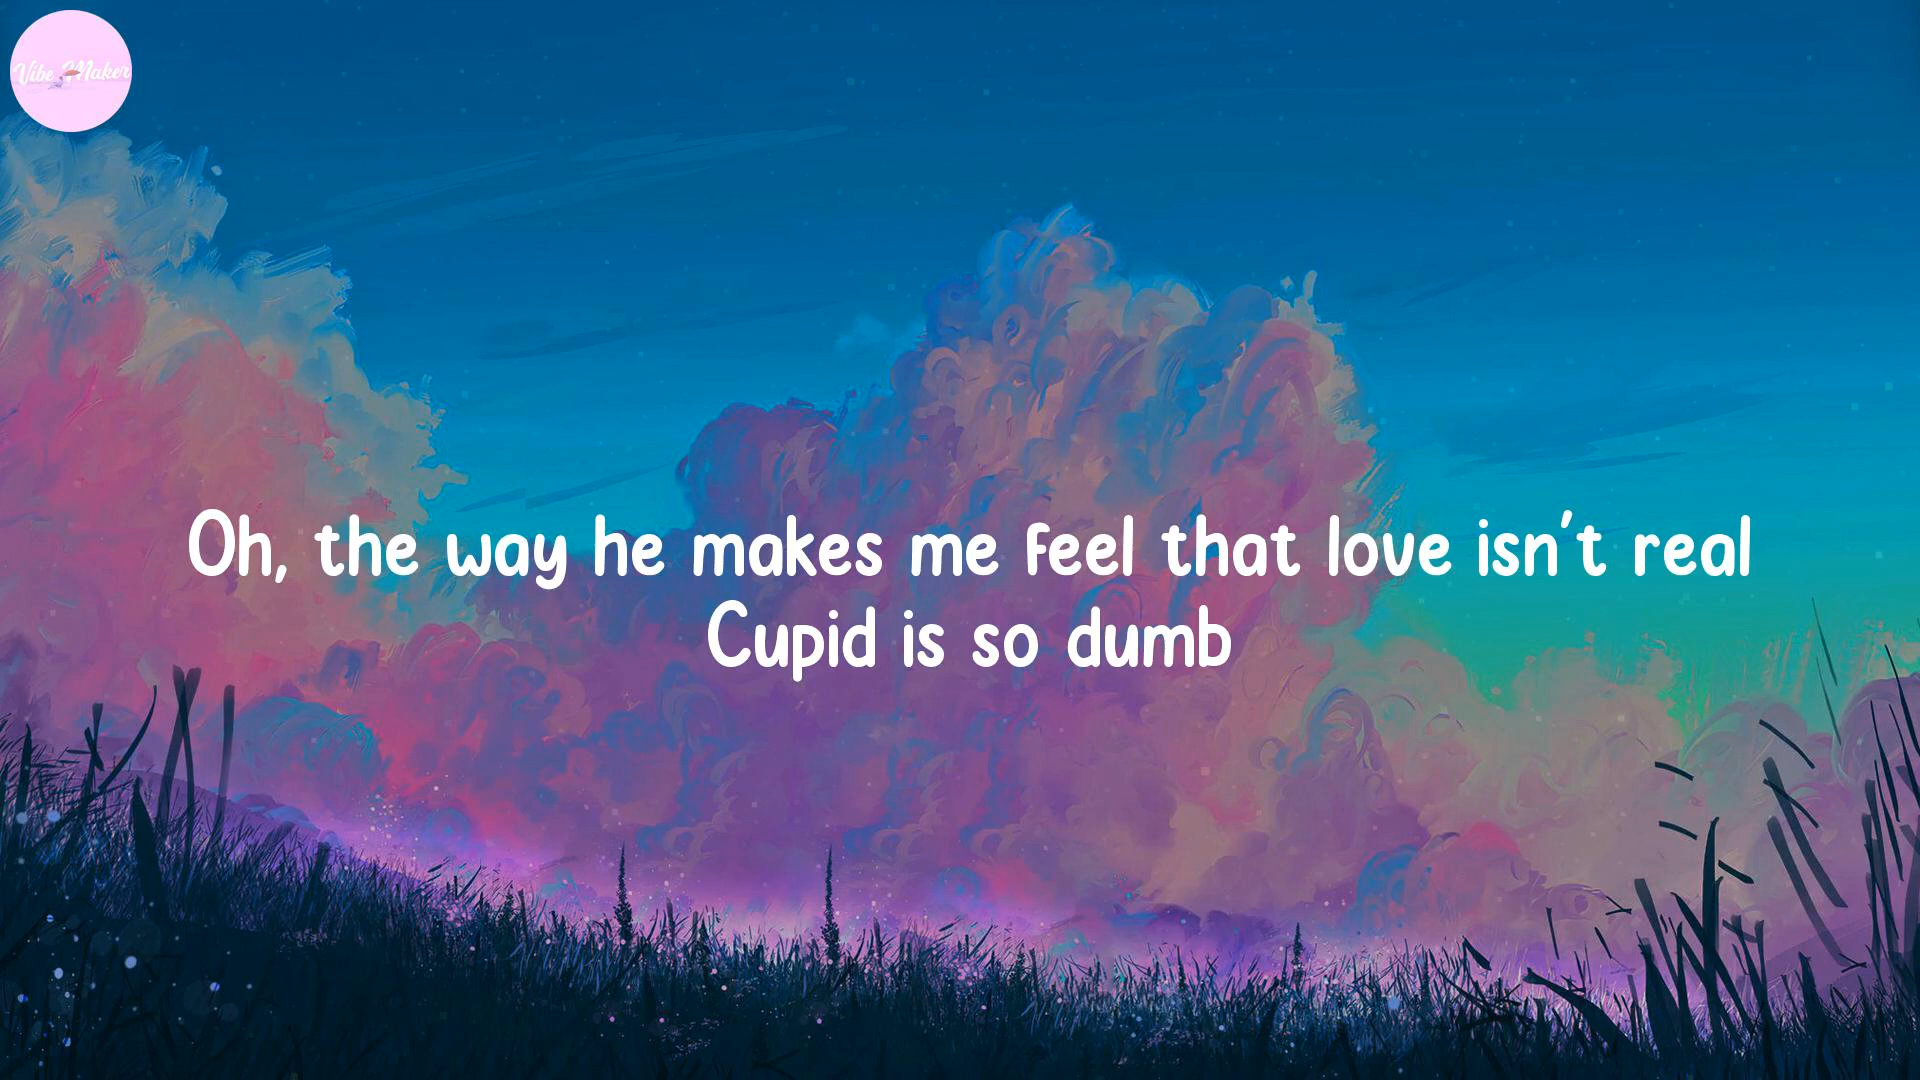 Vibe Maker
Oh, the way he makes me feel that love isn't real
Cupid is so dumb